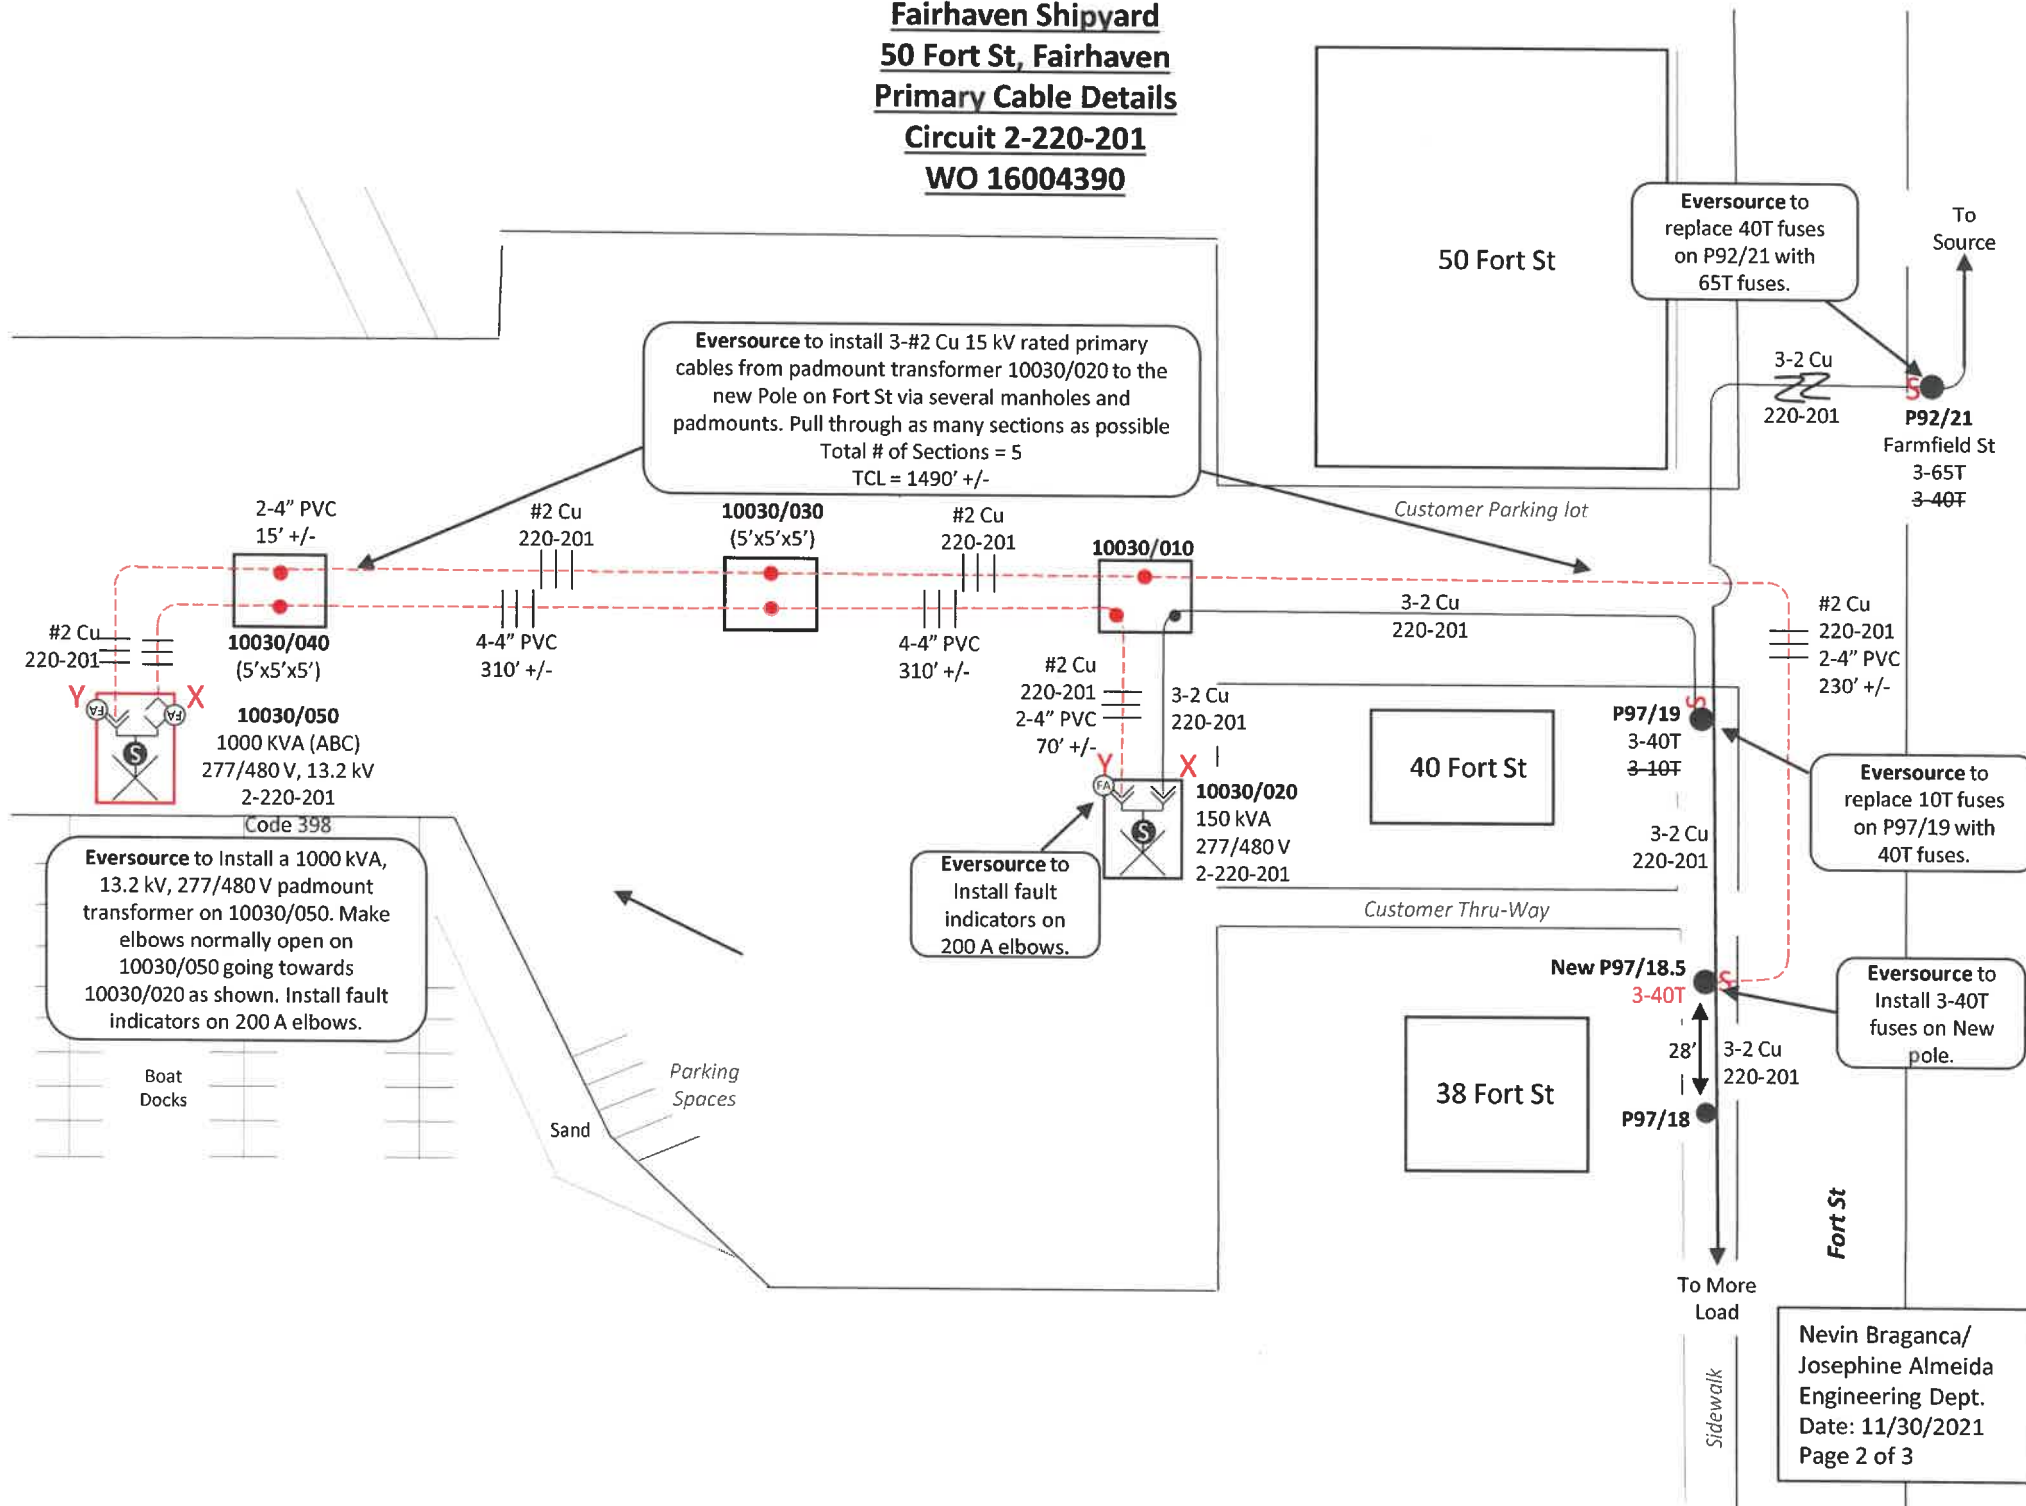 Fairhaven Shipyard
50 Fort St, Fairhaven
Primary Cable Details
Circuit 2-220-201
WO 16004390
50 Fort St
Eversource to
replace 40T fuses
on P92/21 with
65T fuses.
To
Source
3-2 Cu
220-201
S
P92/21
Farmfield St
3-65T
3-40T
Eversource to install 3-#2 Cu 15 kV rated primary
cables from padmount transformer 10030/020 to the
new Pole on Fort St via several manholes and
padmounts. Pull through as many sections as possible
Total # of Sections = 5
TCL = 1490' +/-
Customer Parking lot
2-4" PVC
15' +/-
#2 Cu
220-201
10030/030
(5'x5'x5')
#2 Cu
220-201
10030/010
10030/040
(5'x5'x5')
4-4" PVC
310' +/-
4-4" PVC
310' +/-
3-2 Cu
220-201
#2 Cu
220-201
2-4" PVC
230' +/-
#2 Cu
220-201
Y
X
FA
FA
S
10030/050
1000 KVA (ABC)
277/480 V, 13.2 kV
2-220-201
Code 398
#2 Cu
220-201
2-4" PVC
70' +/-
3-2 Cu
220-201
Y
X
FA
S
10030/020
150 kVA
277/480 V
2-220-201
S
P97/19
3-40T
3-10T
40 Fort St
3-2 Cu
220-201
Eversource to
replace 10T fuses
on P97/19 with
40T fuses.
Eversource to Install a 1000 kVA,
13.2 kV, 277/480 V padmount
transformer on 10030/050. Make
elbows normally open on
10030/050 going towards
10030/020 as shown. Install fault
indicators on 200 A elbows.
Eversource to
Install fault
indicators on
200 A elbows.
Customer Thru-Way
New P97/18.5
3-40T
S
Eversource to
Install 3-40T
fuses on New
pole.
28'
3-2 Cu
220-201
38 Fort St
P97/18
Boat
Docks
Parking
Spaces
Sand
Fort St
To More
Load
Sidewalk
Nevin Braganca/
Josephine Almeida
Engineering Dept.
Date: 11/30/2021
Page 2 of 3